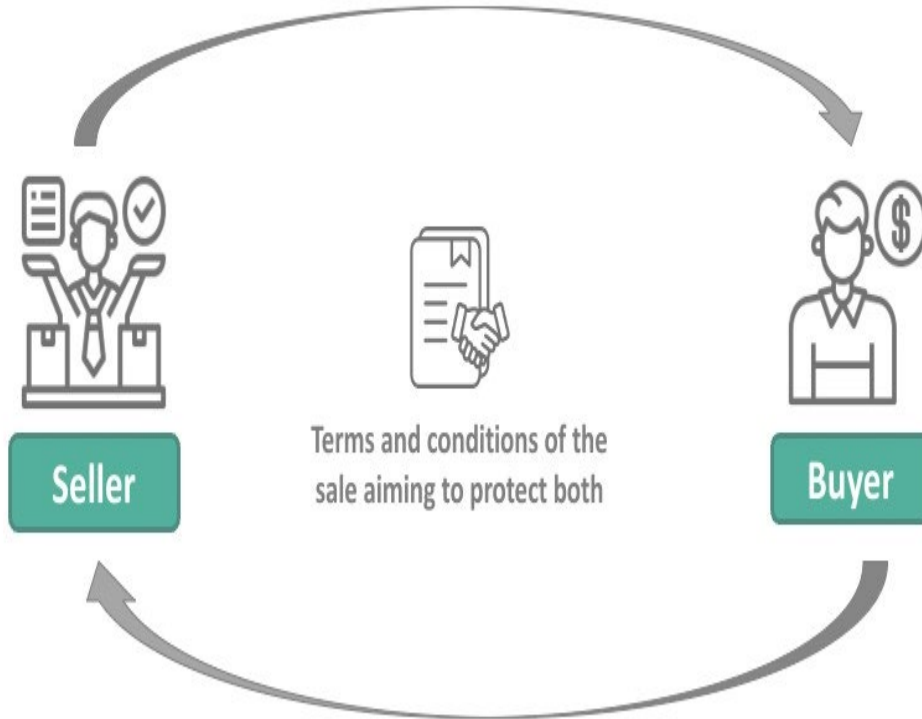 Terms and conditions of the
sale aiming to protect both
Seller
Buyer
$